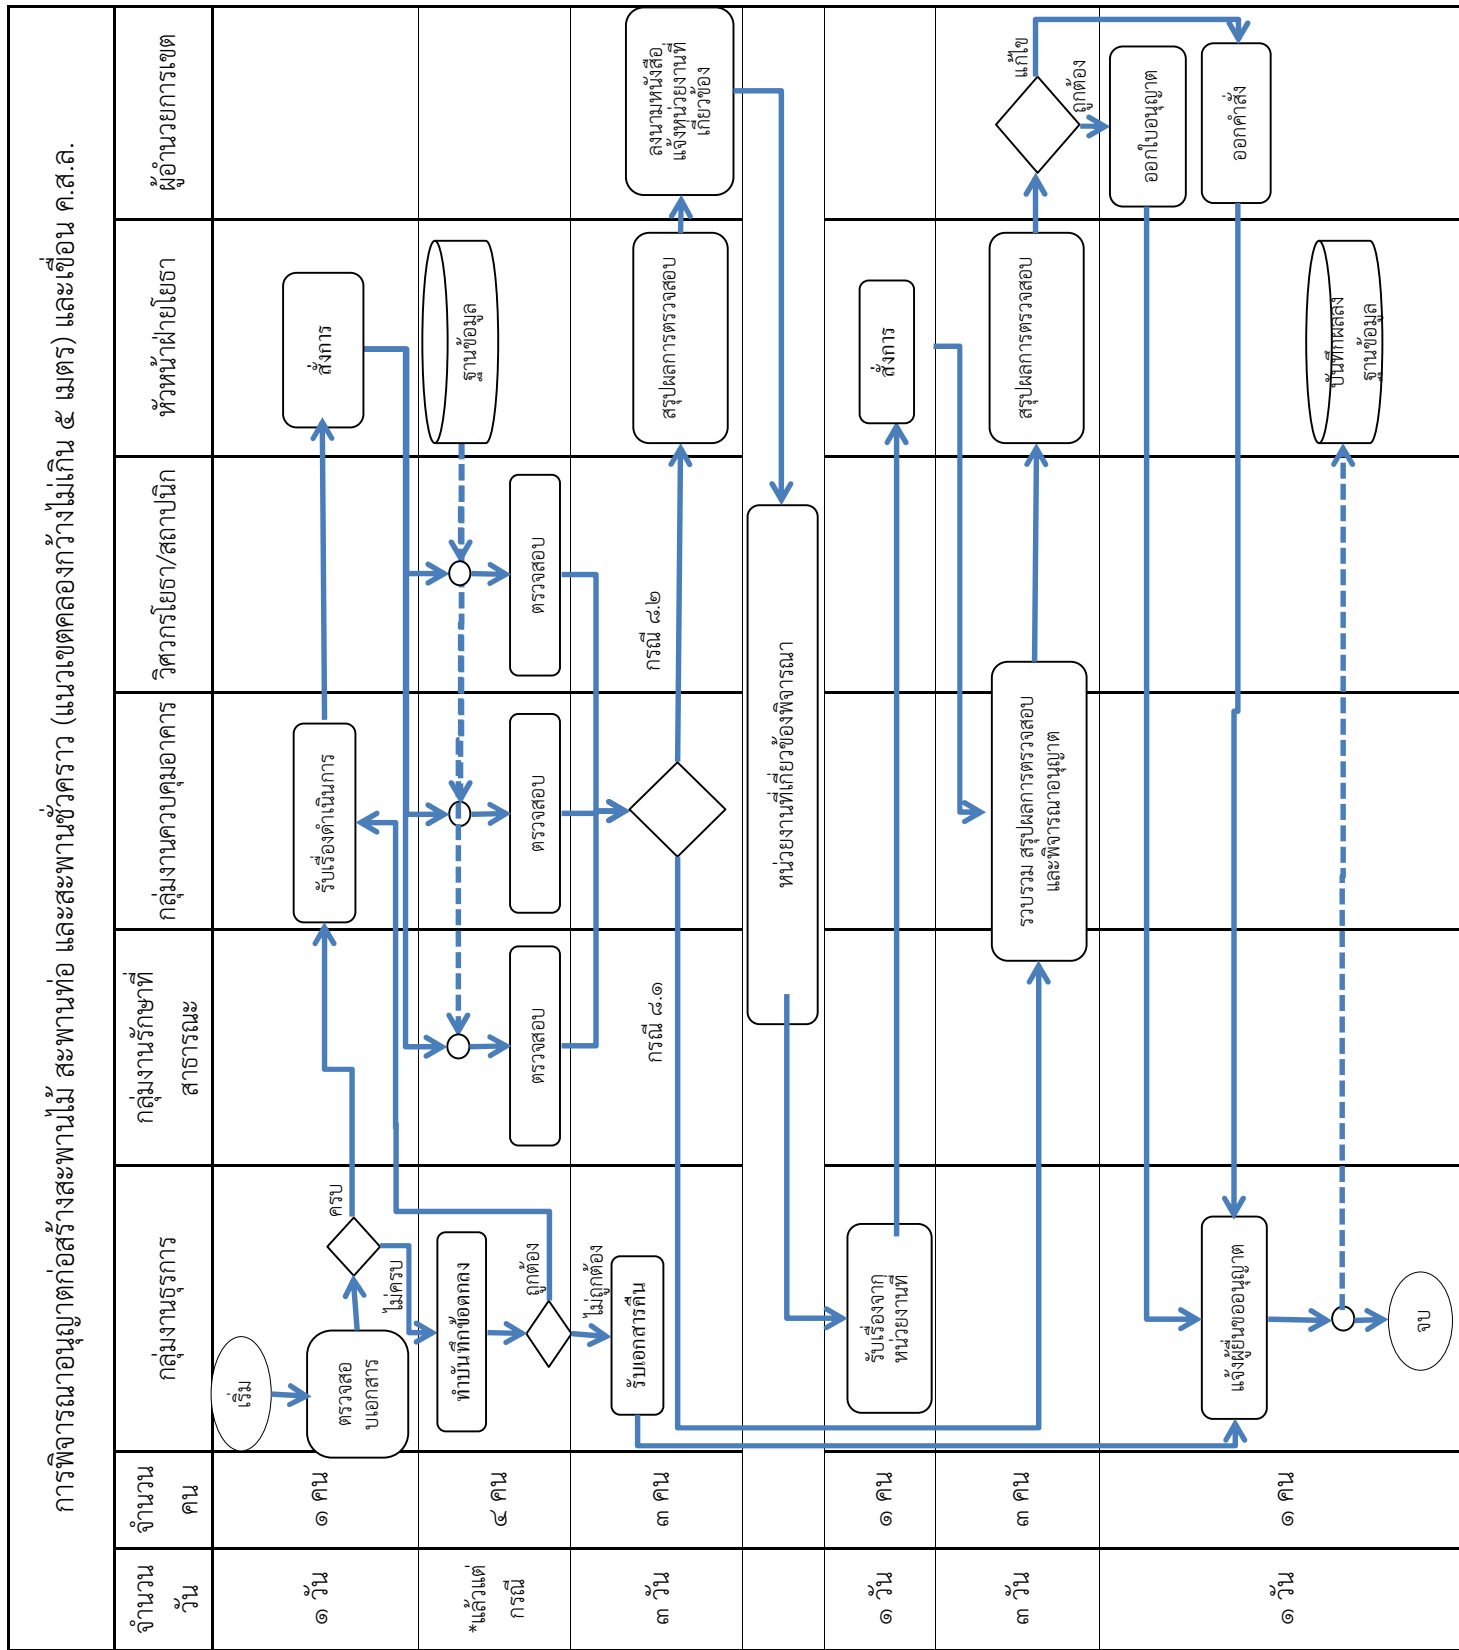 การพิจารณาอนุญาตก่อสร้างสะพานไม้ สะพานท่อ และสะพานชั่วคราว (แนวเขตคลองกว้างไม่เกิน ๕ เมตร) และเขื่อน ค.ส.ล.
จำนวน
วัน
จำนวน
คน
กลุ่มงานธุรการ
กลุ่มงานรักษาที่
สาธารณะ
กลุ่มงานควบคุมอาคาร
วิศวกรโยธา/สถาปนิก
หัวหน้าฝ่ายโยธา
ผู้อำนวยการเขต
๑ วัน
๑ คน
เริ่ม
ตรวจสอ
บเอกสาร
ครบ
ไม่ครบ
รับเรื่องดำเนินการ
สั่งการ
*แล้วแต่
กรณี
๔ คน
ทำบันทึกข้อตกลง
ถูกต้อง
ไม่ถูกต้อง
ตรวจสอบ
ตรวจสอบ
ตรวจสอบ
ฐานข้อมูล
๓ วัน
๓ คน
รับเอกสารคืน
กรณี ๘.๑
กรณี ๘.๒
สรุปผลการตรวจสอบ
ลงนามหนังสือ
แจ้งหน่วยงานที่
เกี่ยวข้อง
หน่วยงานที่เกี่ยวข้องพิจารณา
๑ วัน
๑ คน
รับเรื่องจาก
หน่วยงานที่
สั่งการ
๓ วัน
๓ คน
รวบรวม สรุปผลการตรวจสอบ
และพิจารณาอนุญาต
สรุปผลการตรวจสอบ
แก้ไข
ถูกต้อง
๑ วัน
๑ คน
แจ้งผู้ยื่นขออนุญาต
ออกใบอนุญาต
ออกคำสั่ง
บันทึกผลลง
ฐานข้อมูล
จบ